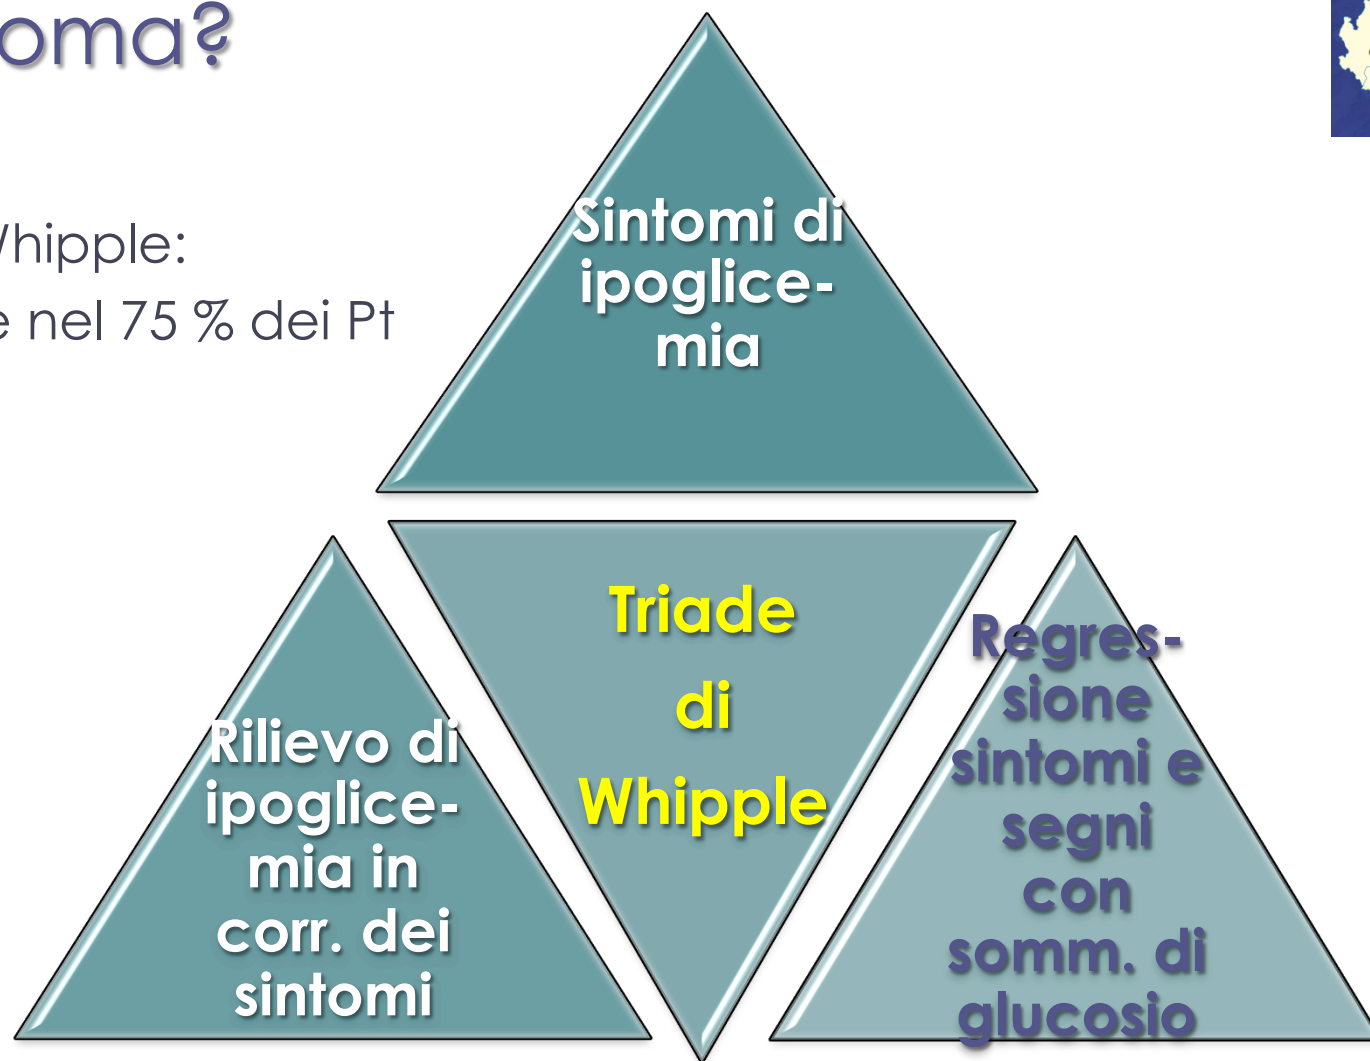 oma?
Whipple:
e nel 75 % dei Pt
Sintomi di
ipoglice-
mia
Triade
di
Whipple
Rilievo di
ipoglice-
mia in
corr. dei
sintomi
Regres-
sione
sintomi e
segni
con
somm. di
glucosio